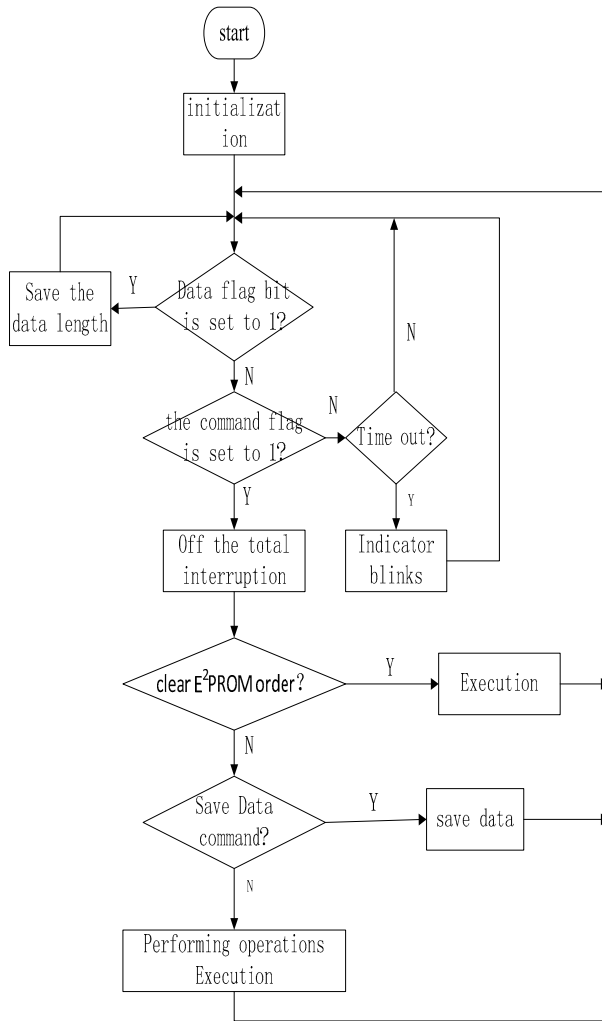 start
initializat
ion
Save the
data length
Y
Data flag bit
is set to 1?
N
N
the command flag
is set to 1?
N
Time out?
Y
Y
Off the total
interruption
Indicator
blinks
clear E²PROM order?
Y
Execution
N
Save Data
command?
Y
save data
N
Performing operations
Execution